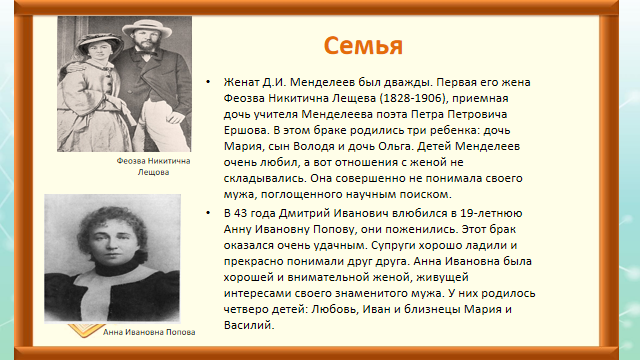 Семья
Феозва Никитична
Лещова
Женат Д.И. Менделеев был дважды. Первая его жена
Феозва Никитична Лещева (1828-1906), приемная
дочь учителя Менделеева поэта Петра Петровича
Ершова. В этом браке родились три ребенка: дочь
Мария, сын Володя и дочь Ольга. Детей Менделеев
очень любил, а вот отношения с женой не
складывались. Она совершенно не понимала своего
мужа, поглощенного научным поиском.
В 43 года Дмитрий Иванович влюбился в 19-летнюю
Анну Ивановну Попову, они поженились. Этот брак
оказался очень удачным. Супруги хорошо ладили и
прекрасно понимали друг друга. Анна Ивановна была
хорошей и внимательной женой, живущей
интересами своего знаменитого мужа. У них родилось
четверо детей: Любовь, Иван и близнецы Мария и
Василий.
Анна Ивановна Попова